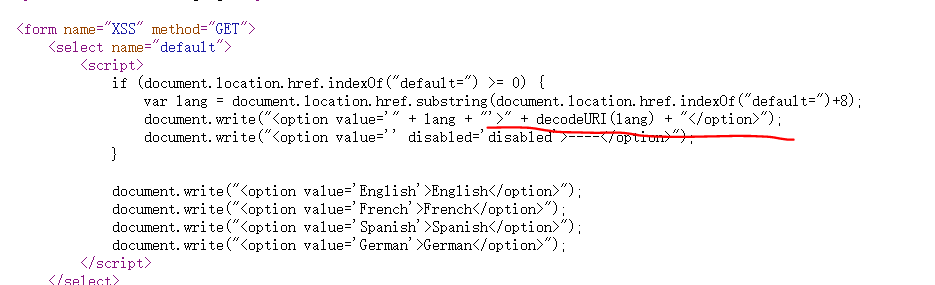 <form name="XSS" method="GET">
<select name="default">
<script>
if (document.location.href.indexOf("default=") >= 0) {
var lang = document.location.href.substring(document.location.href.indexOf("default=")+8);
document.write("<option value='" + lang + "'>" + decodeURI(lang) + "</option>");
document.write("<option value='' disabled='disabled'>----</option>");
}
document.write("<option value='English'>English</option>");
document.write("<option value='French'>French</option>");
document.write("<option value='Spanish'>Spanish</option>");
document.write("<option value='German'>German</option>");
</script>
</select>